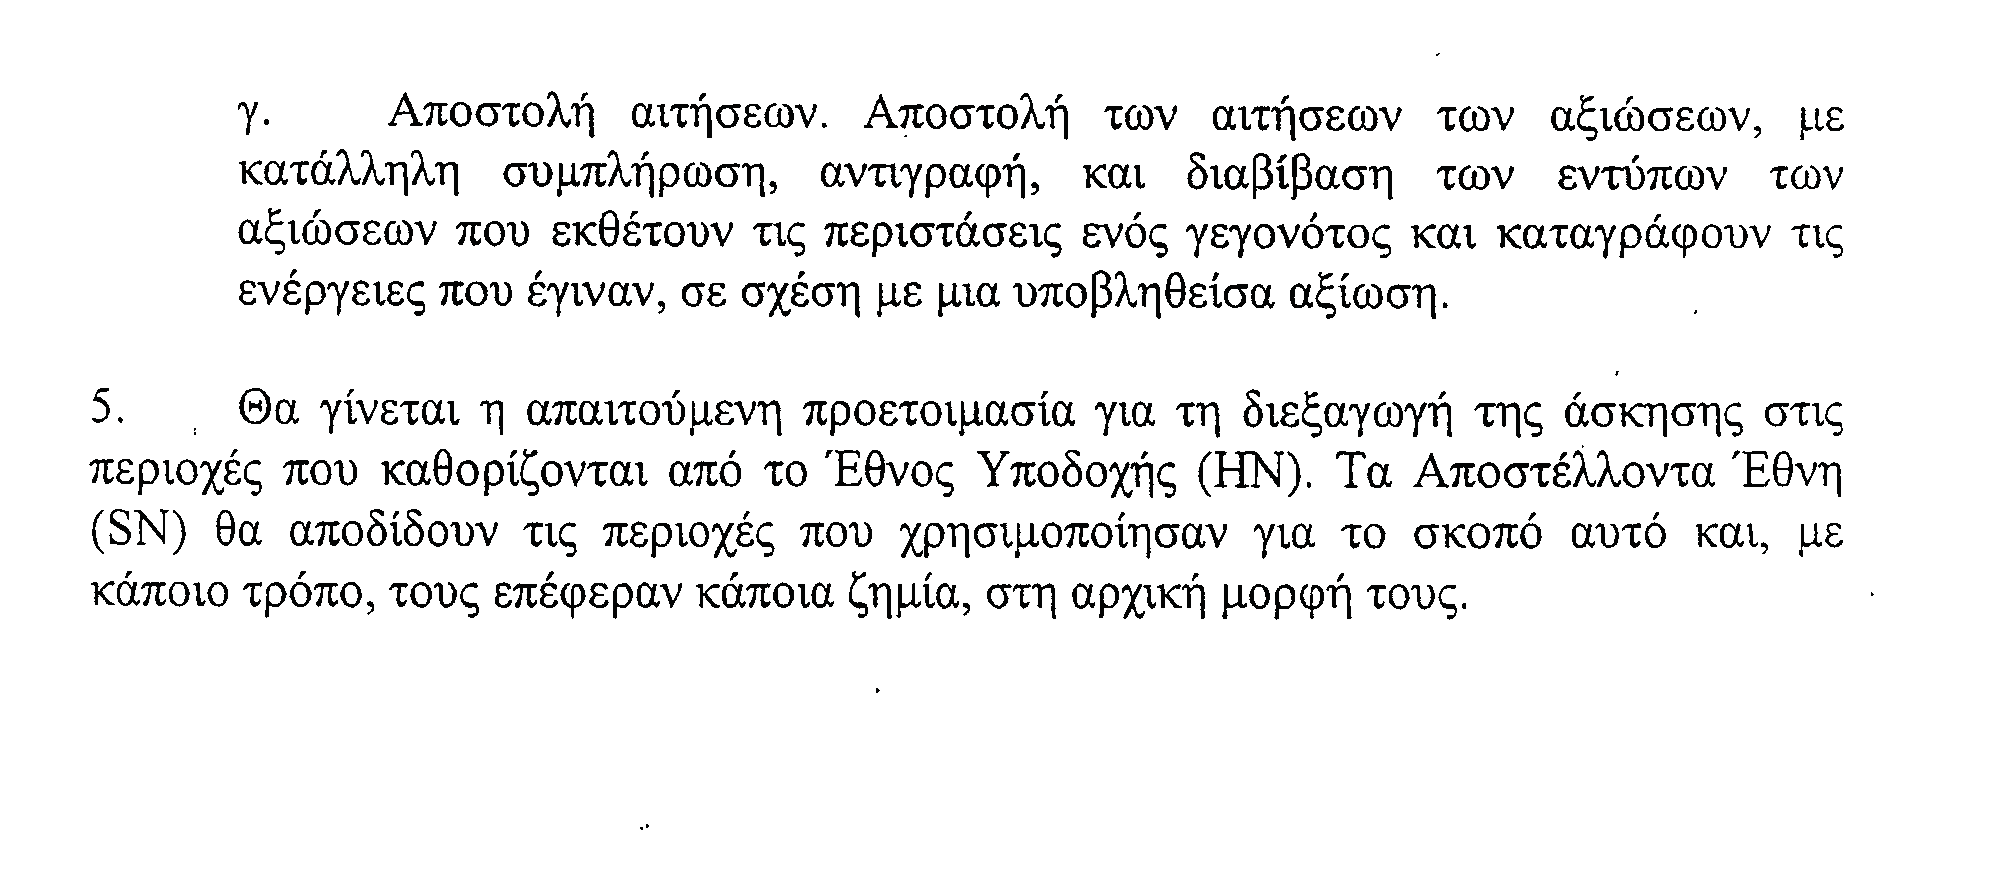 γ. Αποστολή αιτήσεων. Αποστολή των αιτήσεων των αξιώσεων, με
κατάλληλη συμπλήρωση, αντιγραφή, και διαβίβαση των εντύπων των
αξιώσεων που εκθέτουν τις περιστάσεις ενός γεγονότος και καταγράφουν τις
ενέργειες που έγιναν, σε σχέση με μια υποβληθείσα αξίωση.
5. Θα γίνεται η απαιτούμενη προετοιμασία για τη διεξαγωγή της άσκησης στις
περιοχές που καθορίζονται από το Έθνος Υποδοχής (HN). Τα Αποστέλλοντα Έθνη
(SN) θα αποδίδουν τις περιοχές που χρησιμοποίησαν για το σκοπό αυτό και, με
κάποιο τρόπο, τους επέφεραν κάποια ζημία, στη αρχική μορφή τους.